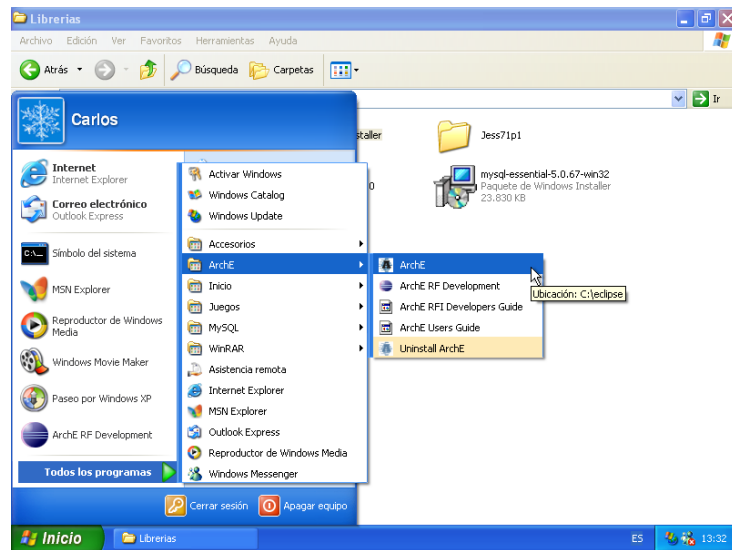 Librerias
Archivo Edición Ver Favoritos Herramientas Ayuda
Atrás Búsqueda Carpetas
Ir
Carlos
staller
Jess71p1
Internet
Internet Explorer
Correo electrónico
Outlook Express
Símbolo del sistema
MSN Explorer
Reproductor de Windows
Media
Windows Movie Maker
Paseo por Windows XP
ArchE RF Development
Todos los programas
Activar Windows
Windows Catalog
Windows Update
Accesorios
ArchE
Inicio
Juegos
MySQL
WinRAR
Asistencia remota
Internet Explorer
MSN Explorer
Outlook Express
Reproductor de Windows Media
Windows Messenger
0
mysql-essential-5.0.67-win32
Paquete de Windows Installer
23.830 KB
ArchE
ArchE RF Development
ArchE RFI Developers Guide
ArchE Users Guide
Uninstall ArchE
Ubicación: C:\eclipse
Cerrar sesión Apagar equipo
Inicio Librerias ES 13:32